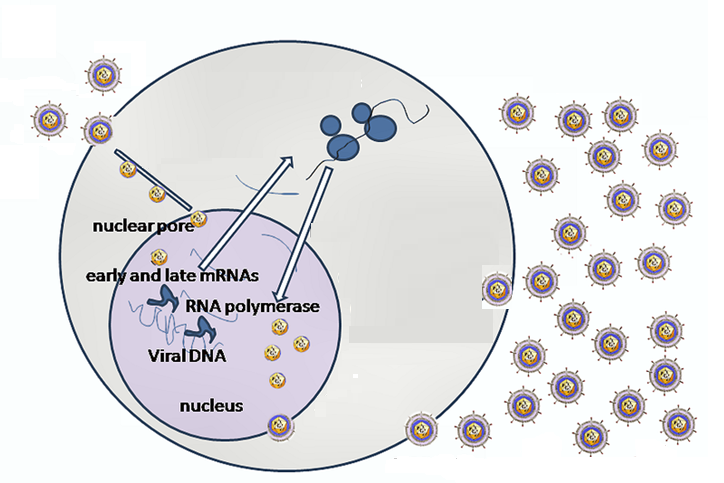 nuclear pore
early and late mRNAs
RNA polymerase
Viral DNA
nucleus